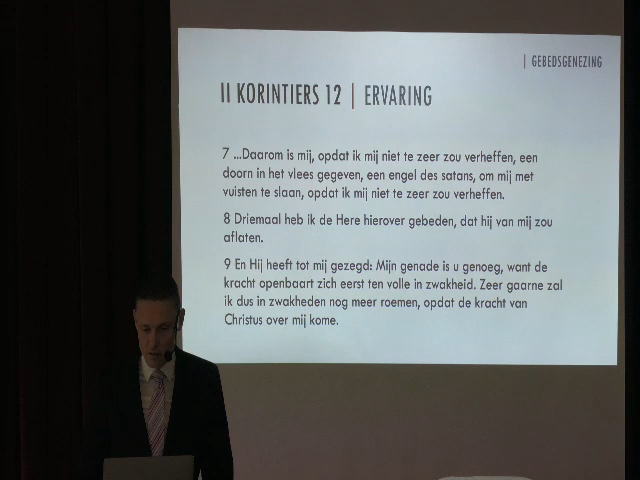 | GEBEDSGENEZING
II KORINTIERS 12 | ERVARING
7 ...Daarom is mij, opdat ik mij niet te zeer zou verheffen, een
doorn in het vlees gegeven, een engel des satans, om mij met
vuisten te slaan, opdat ik mij niet te zeer zou verheffen.
8 Driemaal heb ik de Here hierover gebeden, dat hij van mij zou
aflaten.
9 En Hij heeft tot mij gezegd: Mijn genade is u genoeg, want de
kracht openbaart zich eerst ten volle in zwakheid. Zeer gaarne zal
ik dus in zwakheden nog meer roemen, opdat de kracht van
Christus over mij kome.